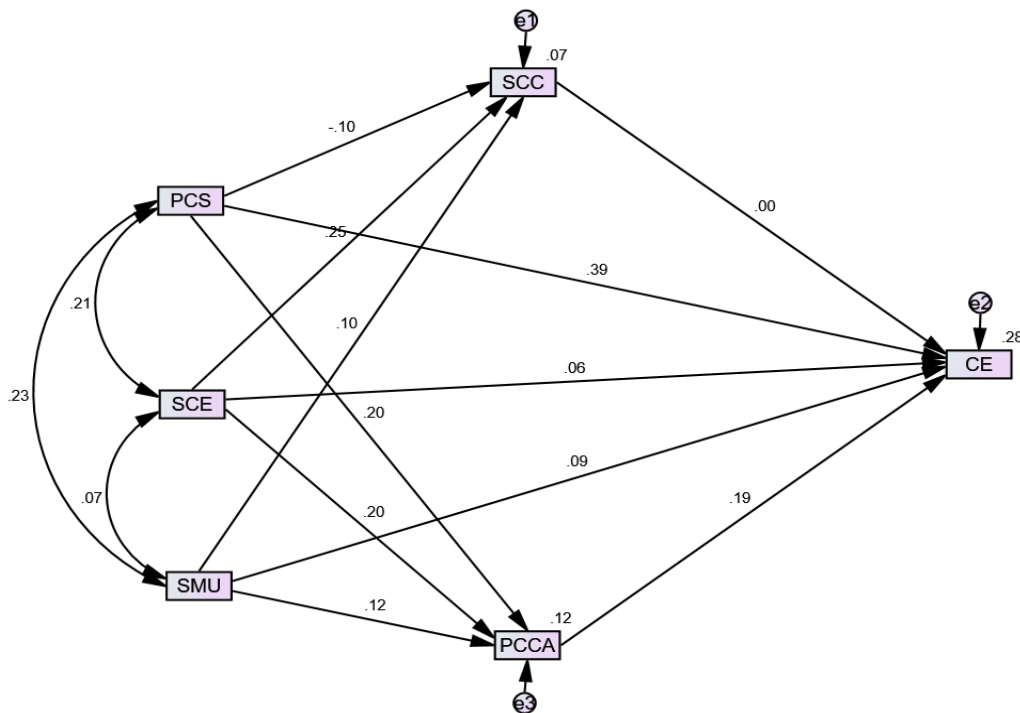 e1
.07
SCC
-.10
PCS
.00
.25
.39
.21
e2
.10
.28
CE
.06
.23
SCE
.20
.09
.07
.20
.19
SMU
.12
.12
PCCA
e3